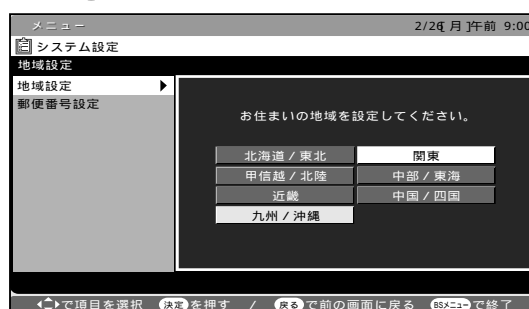 メニュー 2/26[月]午前 9:00
システム設定
地域設定
地域設定
郵便番号設定
お住まいの地域を設定してください。
北海道/東北 関東
甲信越/北陸 中部/東海
近畿 中国/四国
九州/沖縄
で項目を選択 決定を押す / 戻るで前の画面に戻る BSメニューで終了